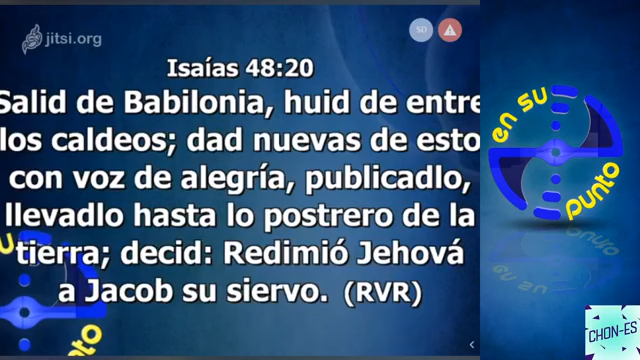 jitsi.org
SD
Isaías 48:20
Salid de Babilonia, huid de entre
los caldeos; dad nuevas de esto
con voz de alegría, publicadlo,
llevadlo hasta lo postrero de la
tierra; decid: Redimió Jehová
a Jacob su siervo. (RVR)
en su
punto
CHON-ES